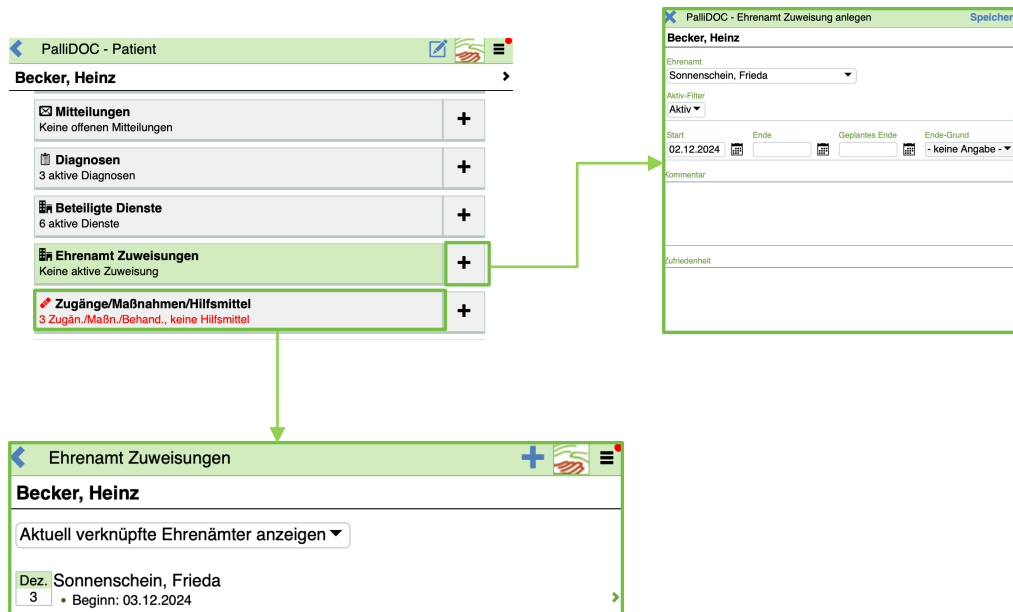 PalliDOC - Patient
Becker, Heinz
Mitteilungen
Keine offenen Mitteilungen
+
Diagnosen
3 aktive Diagnosen
+
Beteiligte Dienste
6 aktive Dienste
+
Ehrenamt Zuweisungen
Keine aktive Zuweisung
+
Zugänge/Maßnahmen/Hilfsmittel
3 Zugän./Maßn./Behand., keine Hilfsmittel
+
PalliDOC - Ehrenamt Zuweisung anlegen Speicher
Becker, Heinz
Ehrenamt
Sonnenschein, Frieda
Aktiv-Filter
Aktiv
Start Ende Geplantes Ende Ende-Grund
02.12.2024 - keine Angabe -
Kommentar
Zufriedenheit
Ehrenamt Zuweisungen
Becker, Heinz
Aktuell verknüpfte Ehrenämter anzeigen
Dez. Sonnenschein, Frieda
3 • Beginn: 03.12.2024